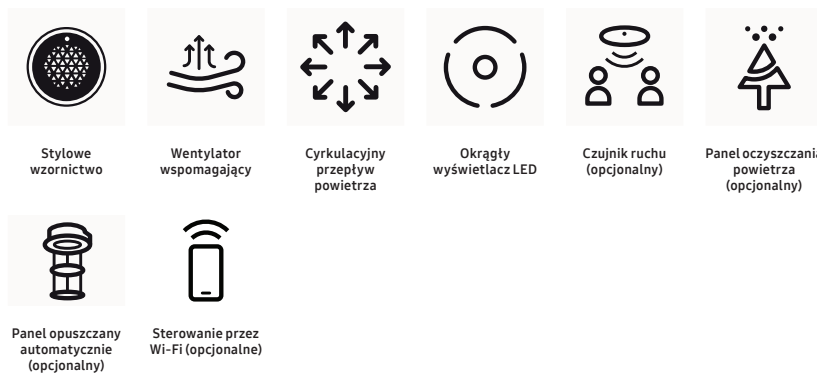 Stylowe
wzornictwo
Wentylator
wspomagający
Cyrkulacyjny
przepływ
powietrza
Okrągły
wyświetlacz LED
Czujnik ruchu
(opcjonalny)
Panel oczyszczania
powietrza
(opcjonalny)
Panel opuszczany
automatycznie
(opcjonalny)
Sterowanie przez
Wi-Fi (opcjonalne)